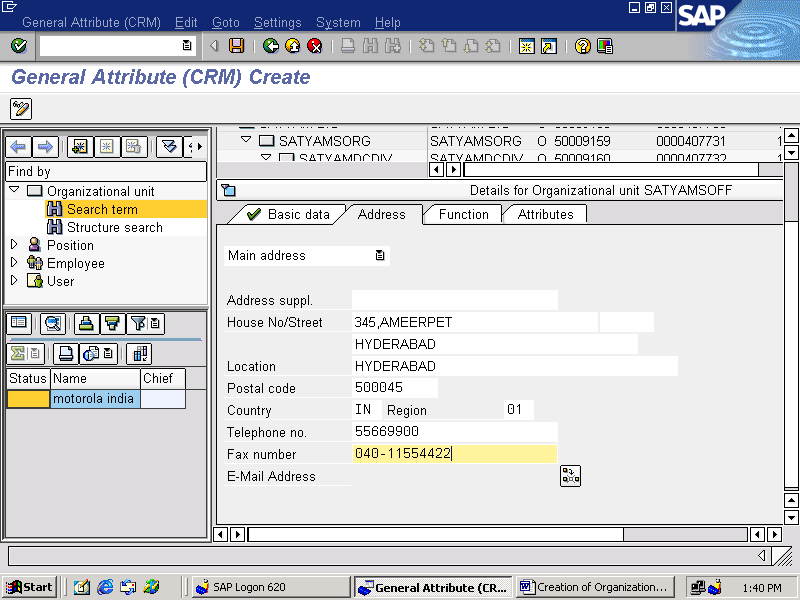 General Attribute (CRM) Edit Goto Settings System Help
SAP
General Attribute (CRM) Create
SATYAMSORG SATYAMSORG O 50009159 0000407731 1
SATYAMDCDIV SATYAMDCDIV O 50009160 0000407732 1
Find by
Organizational unit
Search term
Structure search
Position
Employee
User
Details for Organizational unit SATYAMSOFF
Basic data Address Function Attributes
Main address
Address suppl.
House No/Street 345,AMEERPET
HYDERABAD
Location HYDERABAD
Postal code 500045
Country IN Region 01
Telephone no. 55669900
Fax number 040-11554422
E-Mail Address
Status Name Chief
motorola india
Start SAP Logon 620 General Attribute (CR... Creation of Organization... 1:40 PM